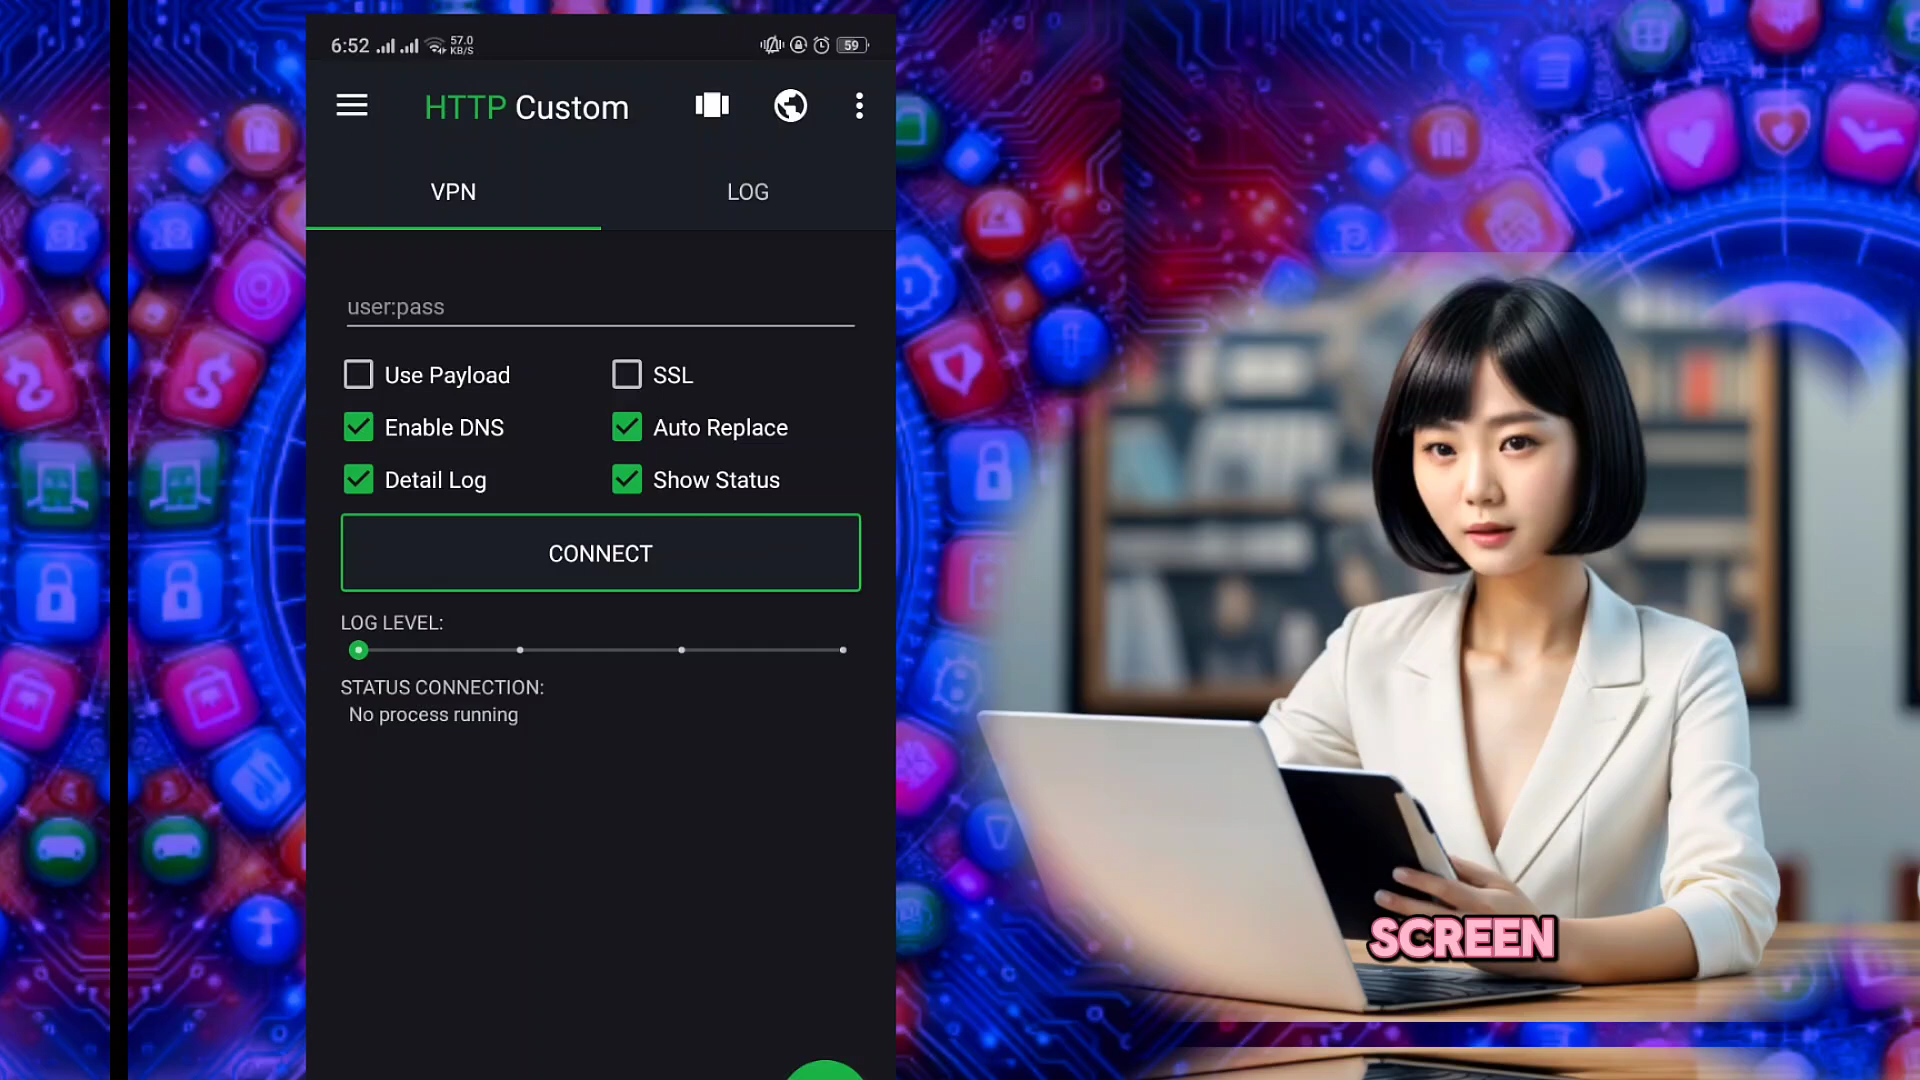 6:52
57.0
KB/S
59
HTTP Custom
VPN
LOG
user:pass
Use Payload
SSL
Enable DNS
Auto Replace
Detail Log
Show Status
CONNECT
LOG LEVEL:
STATUS CONNECTION:
No process running
SCREEN